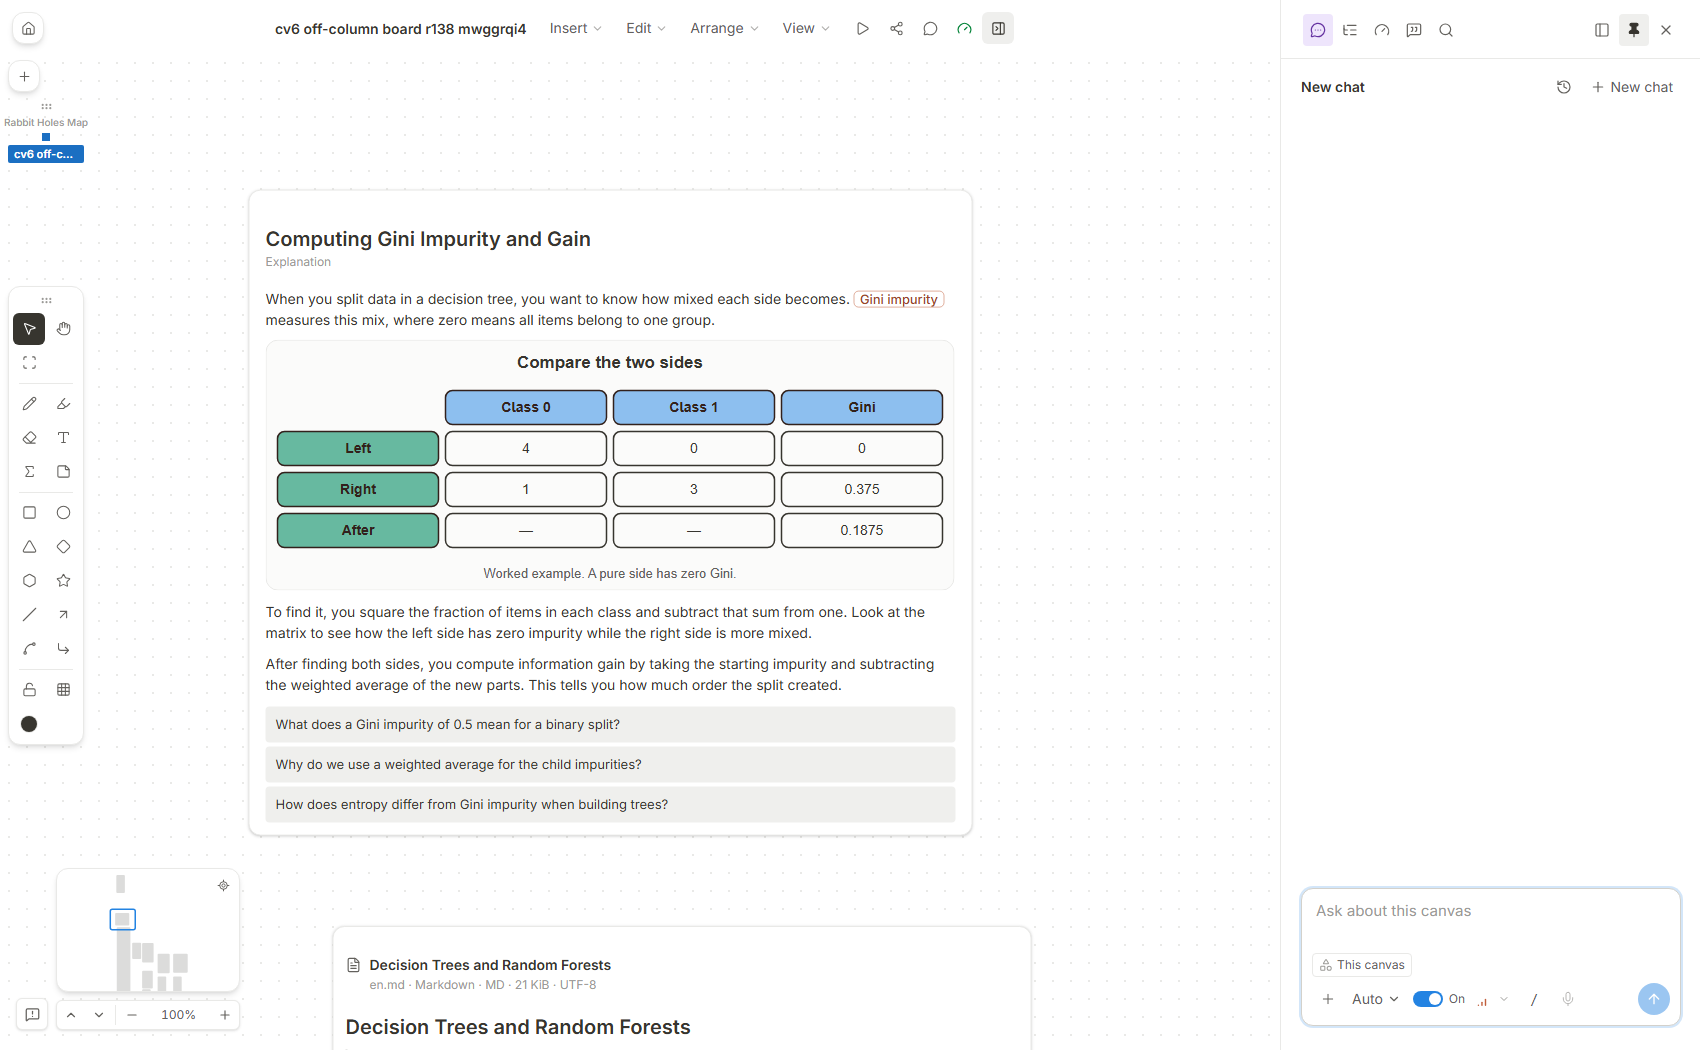 cv6 off-column board r138 mwggrqi4
Insert
Edit
Arrange
View
Rabbit Holes Map
cv6 off-c...
New chat
New chat
Computing Gini Impurity and Gain
Explanation
When you split data in a decision tree, you want to know how mixed each side becomes. Gini impurity
measures this mix, where zero means all items belong to one group.
Compare the two sides
Class 0 Class 1 Gini
Left 4 0 0
Right 1 3 0.375
After — — 0.1875
Worked example. A pure side has zero Gini.
To find it, you square the fraction of items in each class and subtract that sum from one. Look at the
matrix to see how the left side has zero impurity while the right side is more mixed.
After finding both sides, you compute information gain by taking the starting impurity and subtracting
the weighted average of the new parts. This tells you how much order the split created.
What does a Gini impurity of 0.5 mean for a binary split?
Why do we use a weighted average for the child impurities?
How does entropy differ from Gini impurity when building trees?
Decision Trees and Random Forests
en.md · Markdown · MD · 21 KiB · UTF-8
Decision Trees and Random Forests
100%
Ask about this canvas
This canvas
Auto
On